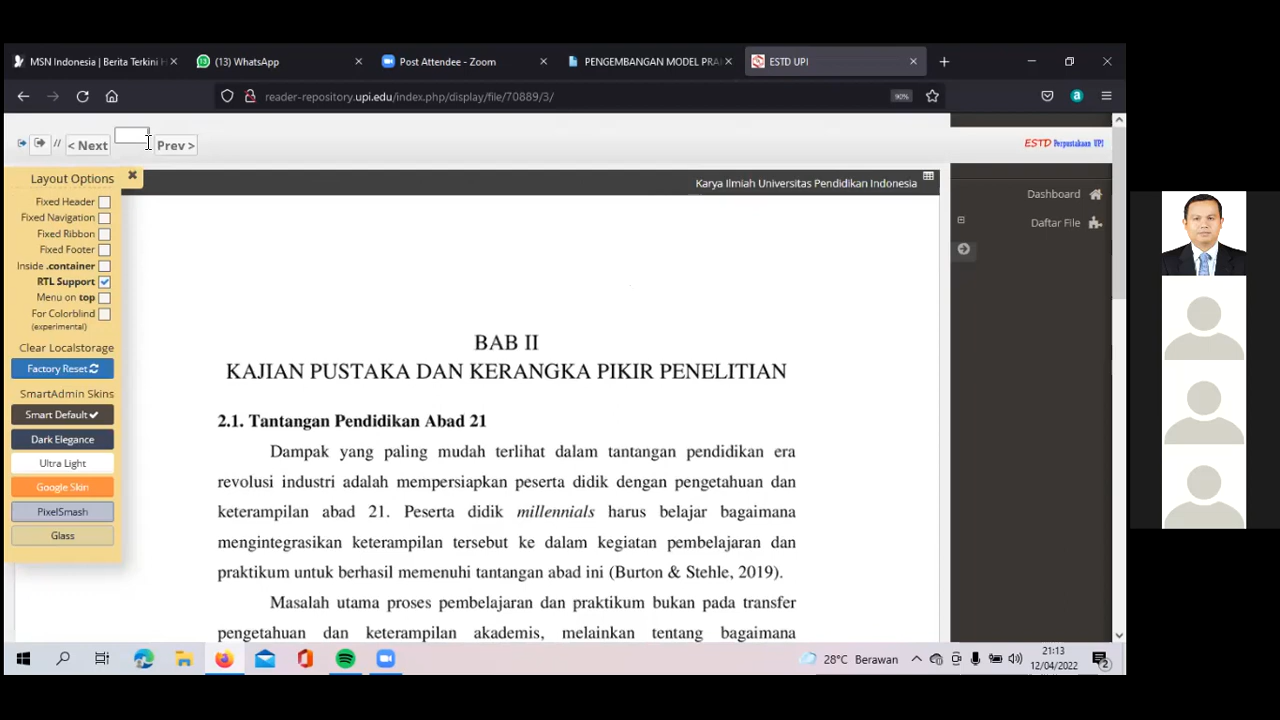 MSN Indonesia | Berita Terkini H
(13) WhatsApp
Post Attendee - Zoom
PENGEMBANGAN MODEL PRA
ESTD UPI
reader-repository.upi.edu/index.php/display/file/70889/3/
90%
a
// < Next Prev >
ESTD Perpustakaan UPI
Layout Options
Karya Ilmiah Universitas Pendidikan Indonesia
Dashboard
Daftar File
Fixed Header
Fixed Navigation
Fixed Ribbon
Fixed Footer
Inside .container
RTL Support
Menu on top
For Colorblind
(experimental)
Clear Localstorage
Factory Reset
SmartAdmin Skins
Smart Default
Dark Elegance
Ultra Light
Google Skin
PixelSmash
Glass
BAB II
KAJIAN PUSTAKA DAN KERANGKA PIKIR PENELITIAN
2.1. Tantangan Pendidikan Abad 21
Dampak yang paling mudah terlihat dalam tantangan pendidikan era
revolusi industri adalah mempersiapkan peserta didik dengan pengetahuan dan
keterampilan abad 21. Peserta didik millennials harus belajar bagaimana
mengintegrasikan keterampilan tersebut ke dalam kegiatan pembelajaran dan
praktikum untuk berhasil memenuhi tantangan abad ini (Burton & Stehle, 2019).
Masalah utama proses pembelajaran dan praktikum bukan pada transfer
pengetahuan dan keterampilan akademis, melainkan tentang bagaimana
28°C Berawan
21:13
12/04/2022
2